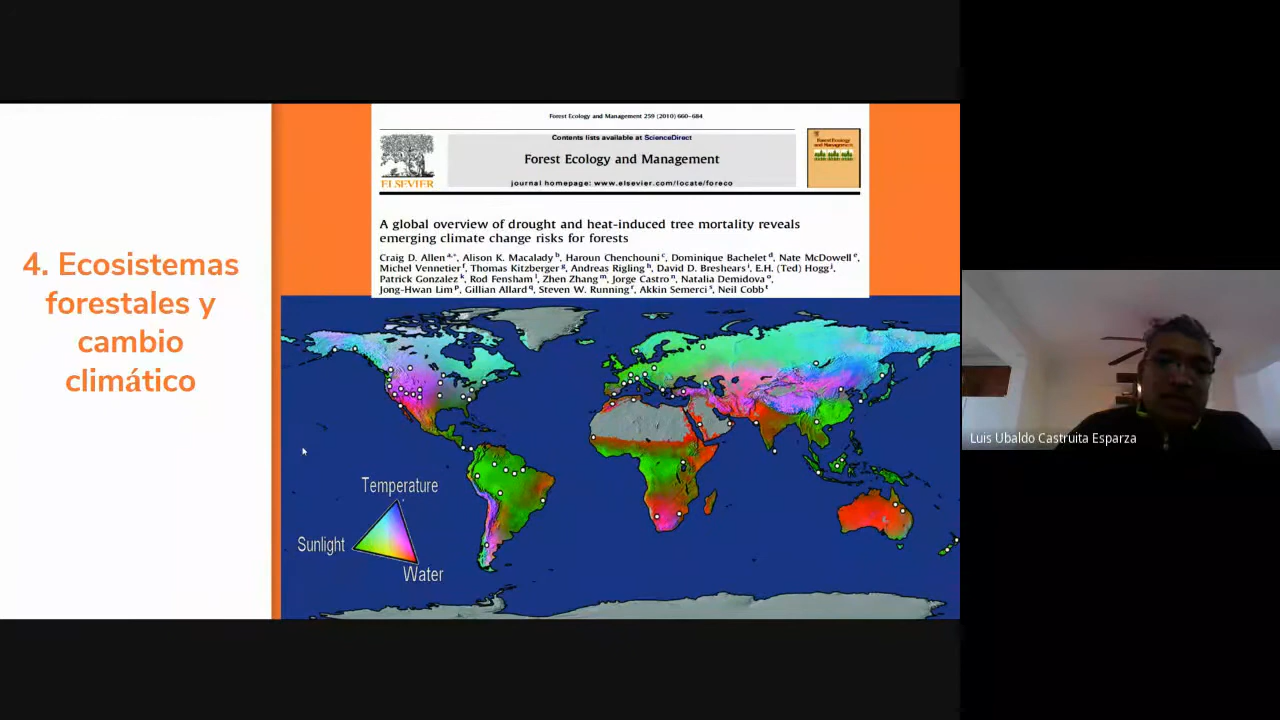 4. Ecosistemas
forestales y
cambio
climático
Forest Ecology and Management 259 (2010) 660–684
Contents lists available at ScienceDirect
Forest Ecology and Management
journal homepage: www.elsevier.com/locate/foreco
ELSEVIER
Forest Ecology
and Management
A global overview of drought and heat-induced tree mortality reveals
emerging climate change risks for forests
Craig D. Allen a,*, Alison K. Macalady b, Haroun Chenchouni c, Dominique Bachelet d, Nate McDowell e,
Michel Vennetier f, Thomas Kitzberger g, Andreas Rigling h, David D. Breshears i, E.H. (Ted) Hogg j,
Patrick Gonzalez k, Rod Fensham l, Zhen Zhang m, Jorge Castro n, Natalia Demidova o,
Jong-Hwan Lim p, Gillian Allard q, Steven W. Running r, Akkin Semerci s, Neil Cobb t
Temperature
Sunlight
Water
Luis Ubaldo Castruita Esparza